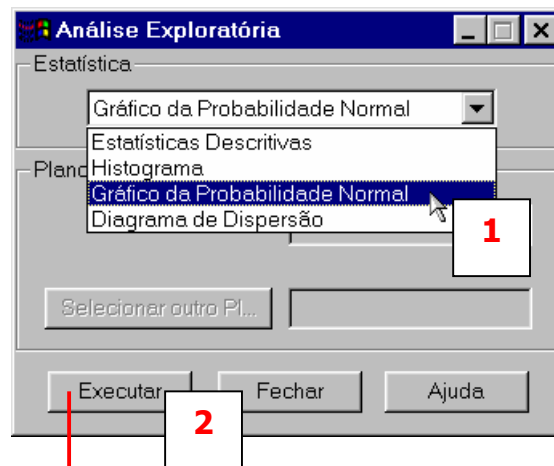 Análise Exploratória
Estatística
Gráfico da Probabilidade Normal
Estatísticas Descritivas
Histograma
Gráfico da Probabilidade Normal
Diagrama de Dispersão
1
Selecionar outro Pl...
Executar
Fechar
Ajuda
2